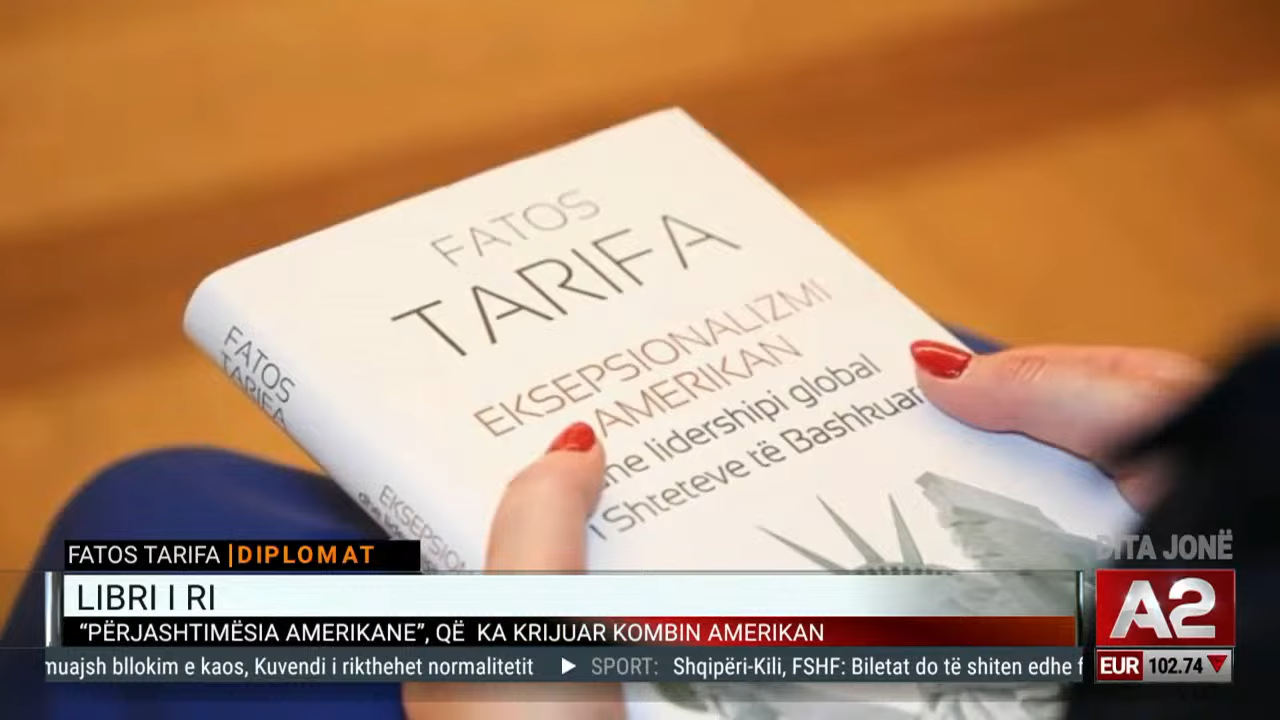 FATOS
TARIFA
EKSEPSIONALIZMI
AMERIKAN
dhe lidershipi global
i Shteteve të Bashkuar
FATOS
TARIFA
EKSEPSION
FATOS TARIFA |DIPLOMAT
LIBRI I RI
“PËRJASHTIMËSIA AMERIKANE”, QË KA KRIJUAR KOMBIN AMERIKAN
muajsh bllokim e kaos, Kuvendi i rikthehet normalitetit ▶ SPORT: Shqipëri-Kili, FSHF: Biletat do të shiten edhe f
DITA JONË
A2
EUR 102.74